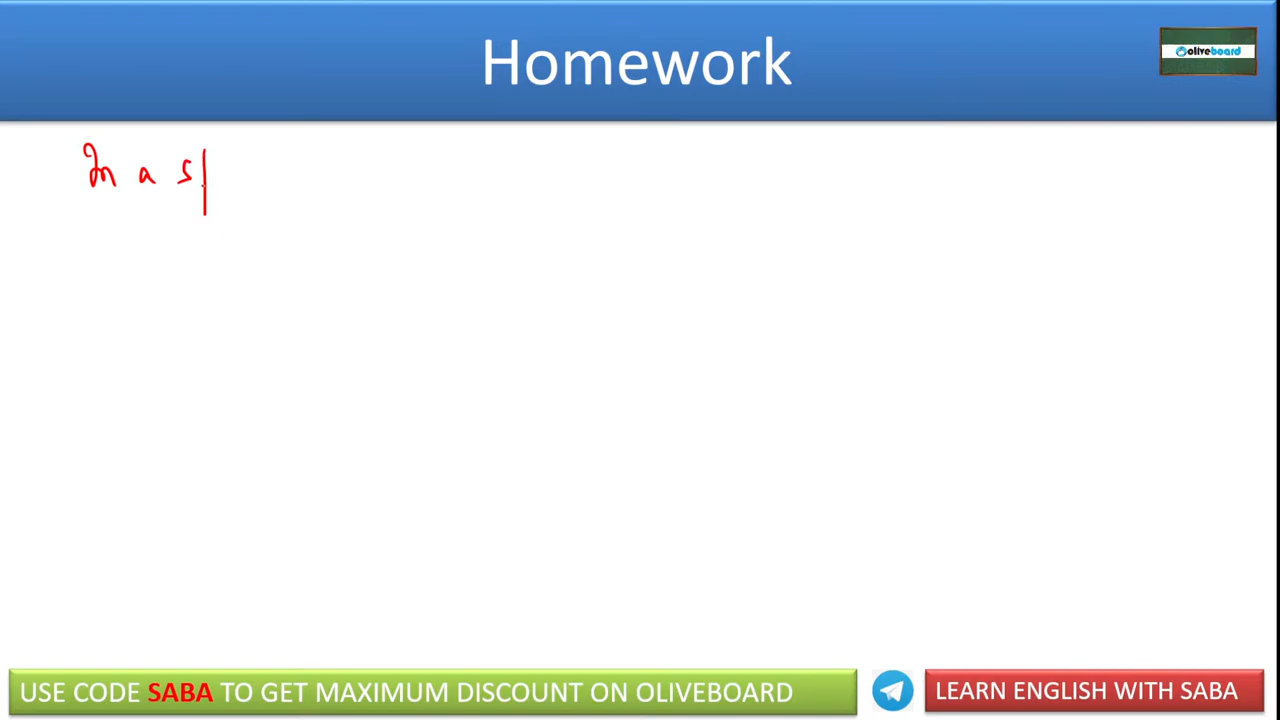 Homework
oliveboard
In a s
USE CODE SABA TO GET MAXIMUM DISCOUNT ON OLIVEBOARD
LEARN ENGLISH WITH SABA